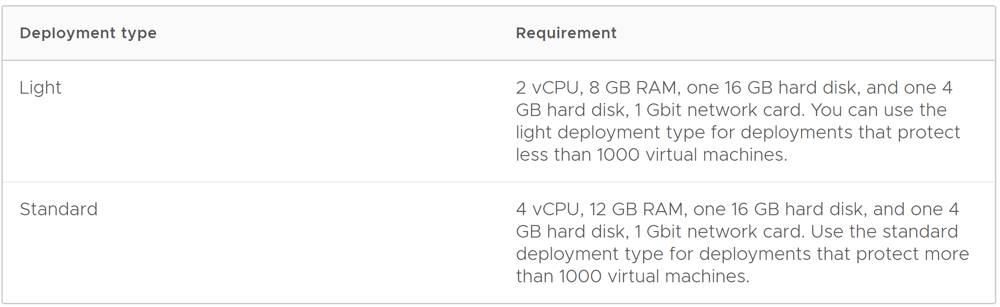 Deployment type
Requirement
Light
2 vCPU, 8 GB RAM, one 16 GB hard disk, and one 4
GB hard disk, 1 Gbit network card. You can use the
light deployment type for deployments that protect
less than 1000 virtual machines.
Standard
4 vCPU, 12 GB RAM, one 16 GB hard disk, and one 4
GB hard disk, 1 Gbit network card. Use the standard
deployment type for deployments that protect more
than 1000 virtual machines.